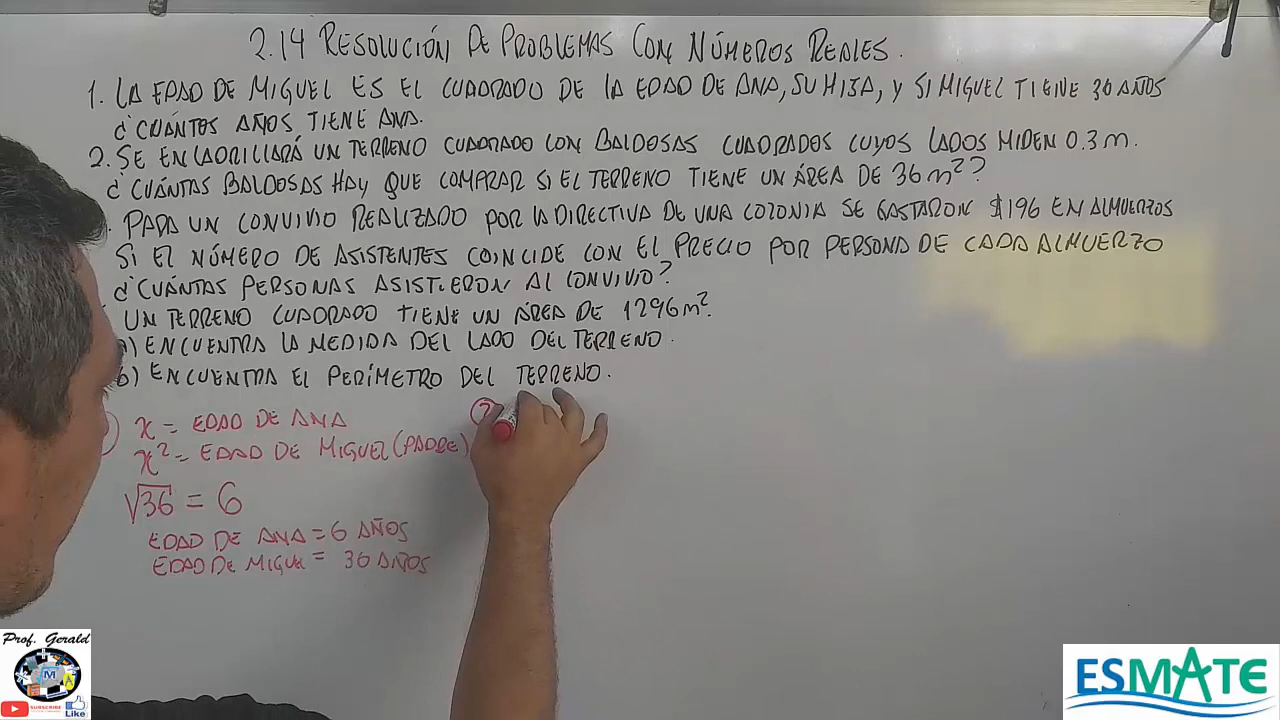 2.14 RESOLUCIÓN DE PROBLEMAS CON NÚMEROS REALES.
1. LA EDAD DE MIGUEL ES EL CUADRADO DE LA EDAD DE ANA, SU HIJA, Y SI MIGUEL TIENE 36 AÑOS
¿CUÁNTOS AÑOS TIENE ANA.
2. SE ENLADRILLARÁ UN TERRENO CUADRADO CON BALDOSAS CUADRADOS CUYOS LADOS MIDEN 0.3 m.
¿CUÁNTAS BALDOSAS HAY QUE COMPRAR SI EL TERRENO TIENE UN ÁREA DE 36 m²?
. PARA UN CONVIVIO REALIZADO POR LA DIRECTIVA DE UNA COLONIA SE GASTARON $196 EN ALMUERZOS
SI EL NÚMERO DE ASISTENTES COINCIDE CON EL PRECIO POR PERSONA DE CADA ALMUERZO
¿CUÁNTAS PERSONAS ASISTIERON AL CONVIVIO?
UN TERRENO CUADRADO TIENE UN ÁREA DE 1296 m².
a) ENCUENTRA LA MEDIDA DEL LADO DEL TERRENO.
b) ENCUENTRA EL PERÍMETRO DEL TERRENO.
x = EDAD DE ANA
x² = EDAD DE MIGUEL (PADRE)
√36 = 6
EDAD DE ANA = 6 AÑOS
EDAD DE MIGUEL = 36 AÑOS
2
Prof. Gerald
M
A
SUBSCRIBE
Like
ESMATE